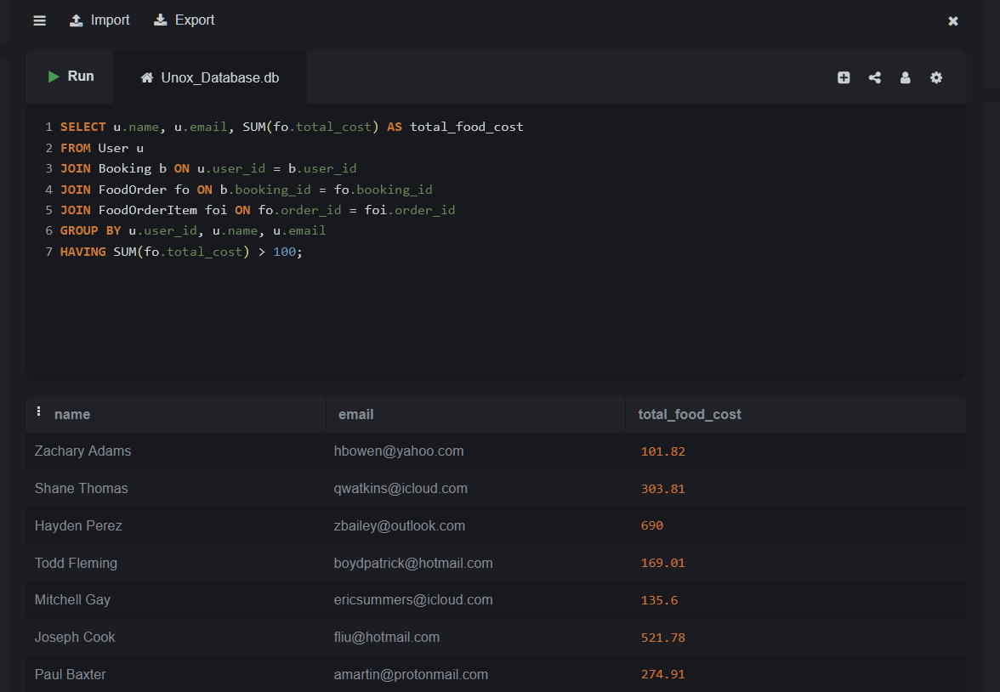 Import Export
Run Unox_Database.db
1 SELECT u.name, u.email, SUM(fo.total_cost) AS total_food_cost
2 FROM User u
3 JOIN Booking b ON u.user_id = b.user_id
4 JOIN FoodOrder fo ON b.booking_id = fo.booking_id
5 JOIN FoodOrderItem foi ON fo.order_id = foi.order_id
6 GROUP BY u.user_id, u.name, u.email
7 HAVING SUM(fo.total_cost) > 100;
name email total_food_cost
Zachary Adams hbowen@yahoo.com 101.82
Shane Thomas qwatkins@icloud.com 303.81
Hayden Perez zbailey@outlook.com 690
Todd Fleming boydpatrick@hotmail.com 169.01
Mitchell Gay ericsummers@icloud.com 135.6
Joseph Cook fliu@hotmail.com 521.78
Paul Baxter amartin@protonmail.com 274.91